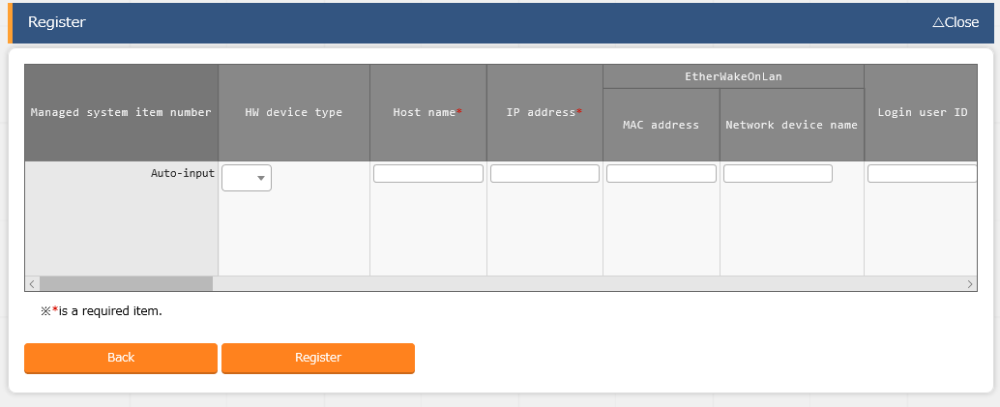 Register
△Close
EtherWakeOnLan
Managed system item number
HW device type
Host name*
IP address*
MAC address
Network device name
Login user ID
Auto-input
※*is a required item.
Back
Register